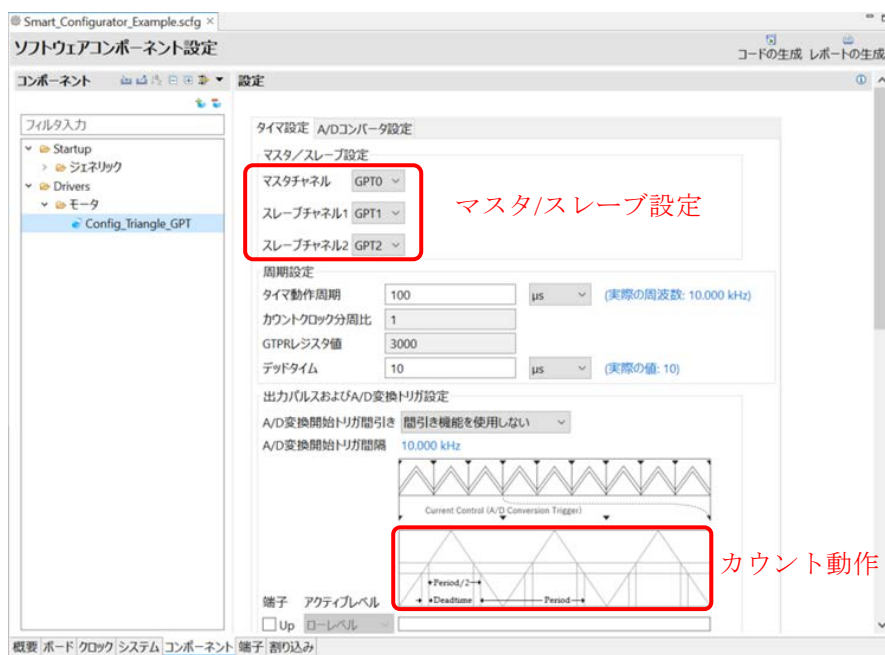 Smart_Configurator_Example.scfg
ソフトウェアコンポーネント設定
コードの生成 レポートの生成
コンポーネント
設定
フィルタ入力
Startup
ジェネリック
Drivers
モータ
Config_Triangle_GPT
タイマ設定 A/Dコンバータ設定
マスタ/スレーブ設定
マスタチャネル GPT0
スレーブチャネル1 GPT1
スレーブチャネル2 GPT2
マスタ/スレーブ設定
周期設定
タイマ動作周期 100 µs (実際の周波数: 10.000 kHz)
カウントクロック分周比 1
GTPRレジスタ値 3000
デッドタイム 10 µs (実際の値: 10)
出力パルスおよびA/D変換トリガ設定
A/D変換開始トリガ間引き 間引き機能を使用しない
A/D変換開始トリガ間隔 10.000 kHz
Current Control (A/D Conversion Trigger)
Period/2
Deadtime Period
カウント動作
端子 アクティブレベル
Up ローレベル
概要 ボード クロック システム コンポーネント 端子 割り込み